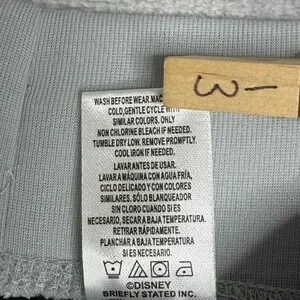 WASH BEFORE WEAR. MAC
COLD, GENTLE CYCLE WITH
SIMILAR COLORS. ONLY
NON CHLORINE BLEACH IF NEEDED.
TUMBLE DRY LOW. REMOVE PROMPTLY.
COOL IRON IF NEEDED.
LAVAR ANTES DE USAR.
LAVAR A MÁQUINA CON AGUA FRÍA,
CICLO DELICADO Y CON COLORES
SIMILARES. SÓLO BLANQUEADOR
SIN CLORO CUANDO SI ES
NECESARIO, SECAR A BAJA TEMPERATURA.
RETIRAR RÁPIDAMENTE.
PLANCHAR A BAJA TEMPERATURA
SI ES NECESARIO.
©DISNEY
BRIEFLY STATED INC.
3-